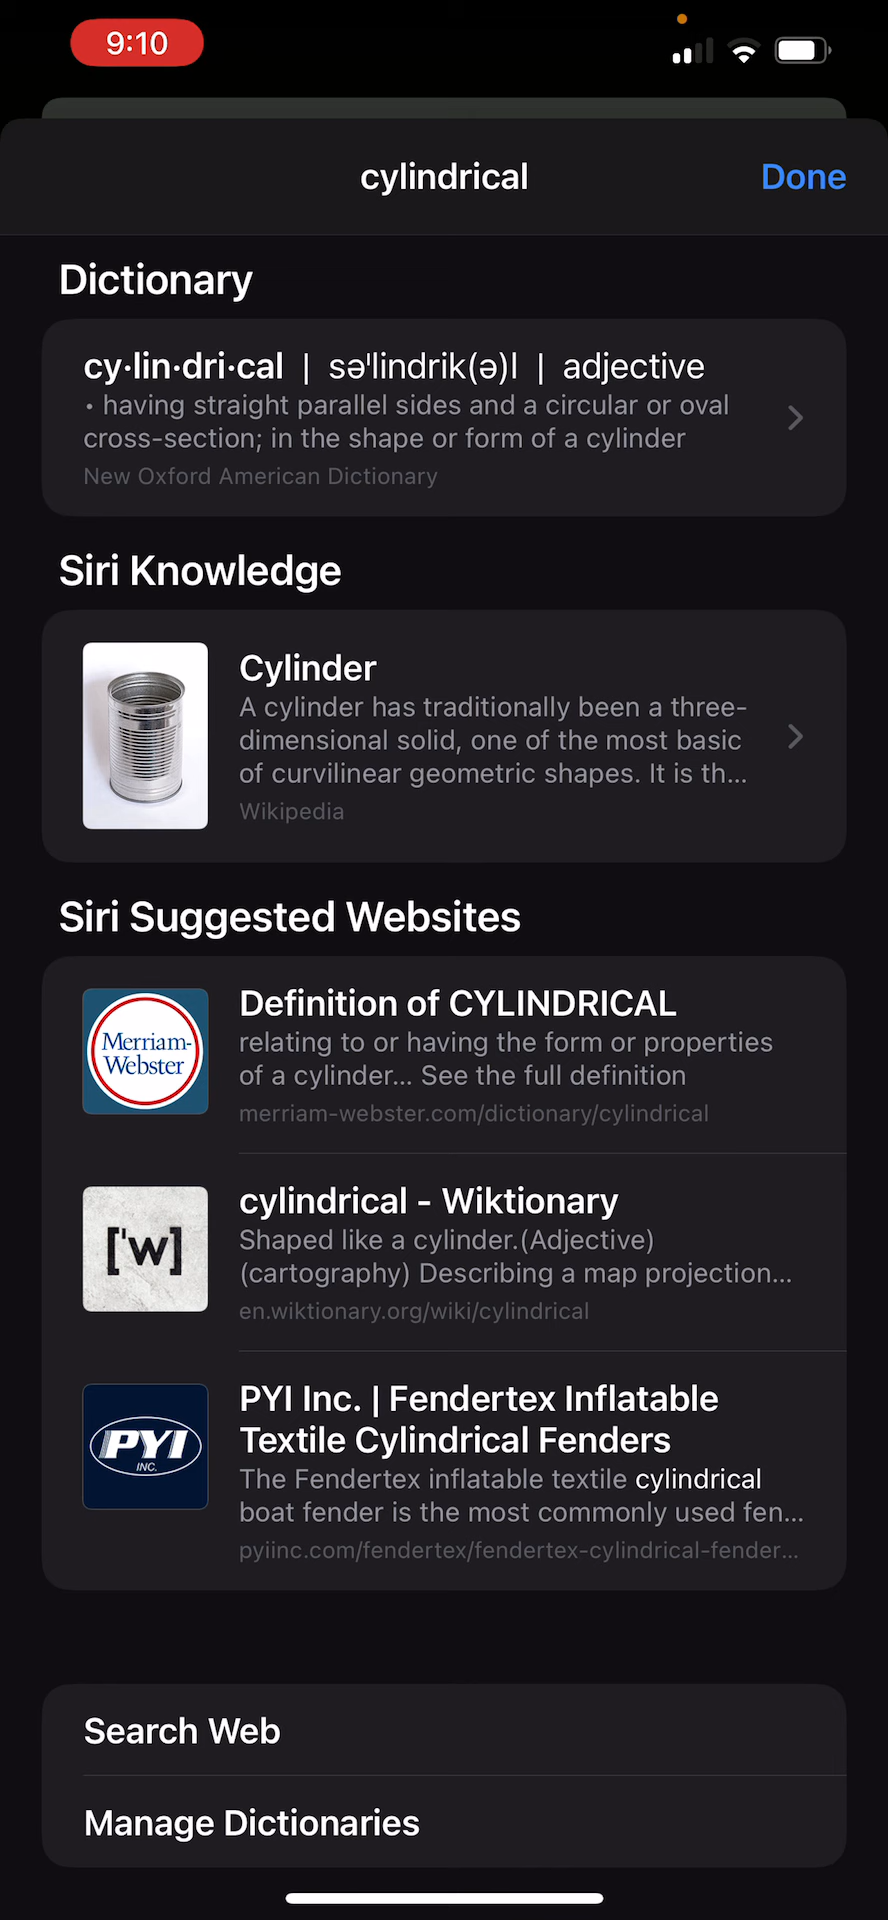 9:10
cylindrical
Done
Dictionary
cy·lin·dri·cal | sə'lindrik(ə)l | adjective
• having straight parallel sides and a circular or oval
cross-section; in the shape or form of a cylinder
New Oxford American Dictionary
Siri Knowledge
Cylinder
A cylinder has traditionally been a three-
dimensional solid, one of the most basic
of curvilinear geometric shapes. It is th...
Wikipedia
Siri Suggested Websites
Merriam-
Webster
Definition of CYLINDRICAL
relating to or having the form or properties
of a cylinder... See the full definition
merriam-webster.com/dictionary/cylindrical
['w]
cylindrical - Wiktionary
Shaped like a cylinder.(Adjective)
(cartography) Describing a map projection...
en.wiktionary.org/wiki/cylindrical
PYI
INC.
PYI Inc. | Fendertex Inflatable
Textile Cylindrical Fenders
The Fendertex inflatable textile cylindrical
boat fender is the most commonly used fen...
pyiinc.com/fendertex/fendertex-cylindrical-fender...
Search Web
Manage Dictionaries